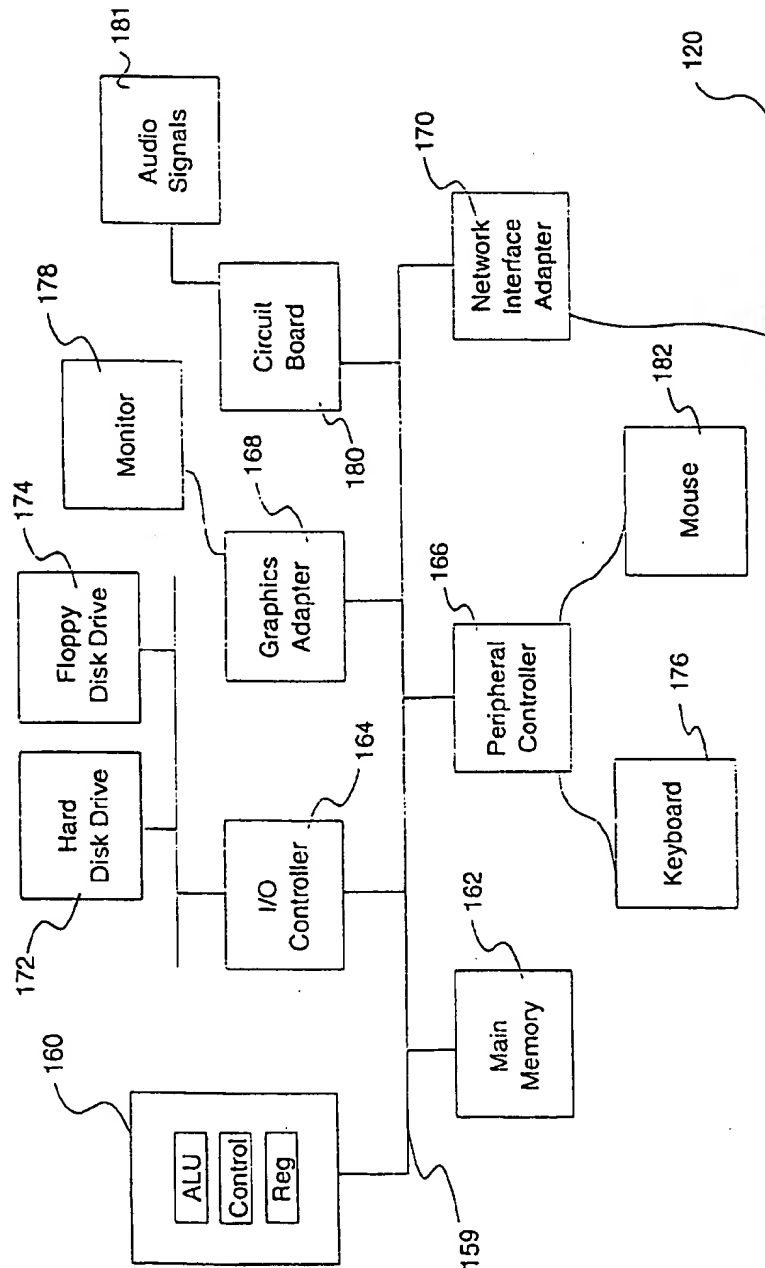 160
ALU
Control
Reg
159
172
Hard
Disk Drive
Floppy
Disk Drive
174
Monitor
178
Audio
Signals
181
I/O
Controller
164
Graphics
Adapter
168
Circuit
Board
180
Main
Memory
162
Peripheral
Controller
166
Network
Interface
Adapter
170
120
Keyboard
176
Mouse
182